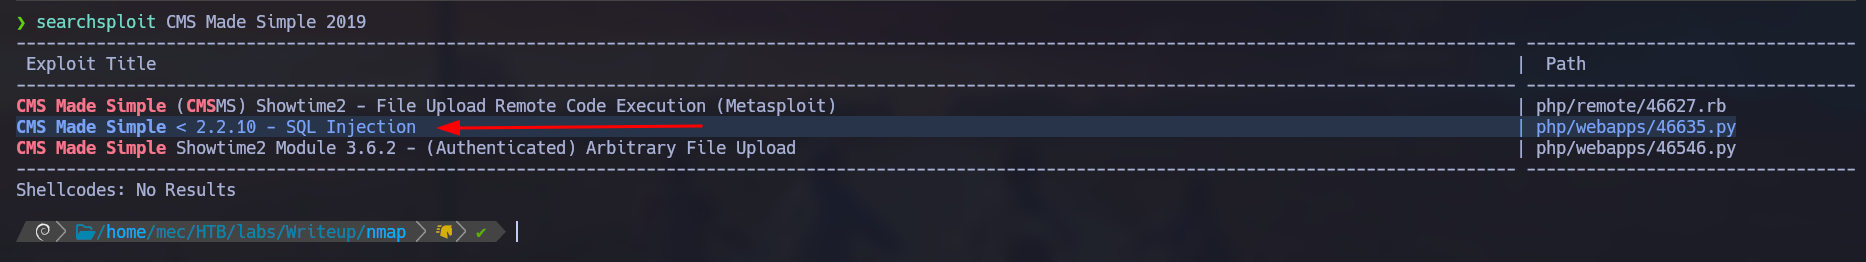 ❯ searchsploit CMS Made Simple 2019
Exploit Title | Path
CMS Made Simple (CMSMS) Showtime2 - File Upload Remote Code Execution (Metasploit) | php/remote/46627.rb
CMS Made Simple < 2.2.10 - SQL Injection | php/webapps/46635.py
CMS Made Simple Showtime2 Module 3.6.2 - (Authenticated) Arbitrary File Upload | php/webapps/46546.py
Shellcodes: No Results
/home/mec/HTB/labs/Writeup/nmap ✔